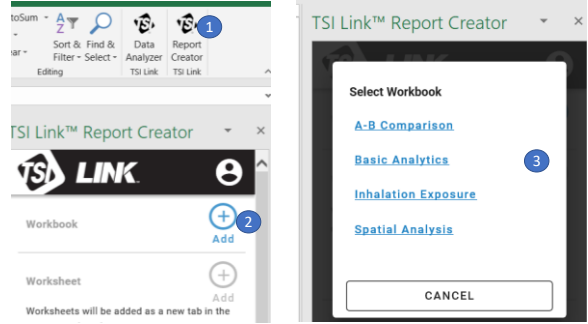 toSum
Sort & Find &
Filter Select
Data
Analyzer
Report
Creator
Editing
TSI Link
TSI Link
1
TSI Link™ Report Creator
TSI LINK
Workbook
2
Add
Worksheet
Add
Worksheets will be added as a new tab in the
TSI Link™ Report Creator
Select Workbook
A-B Comparison
Basic Analytics
3
Inhalation Exposure
Spatial Analysis
CANCEL